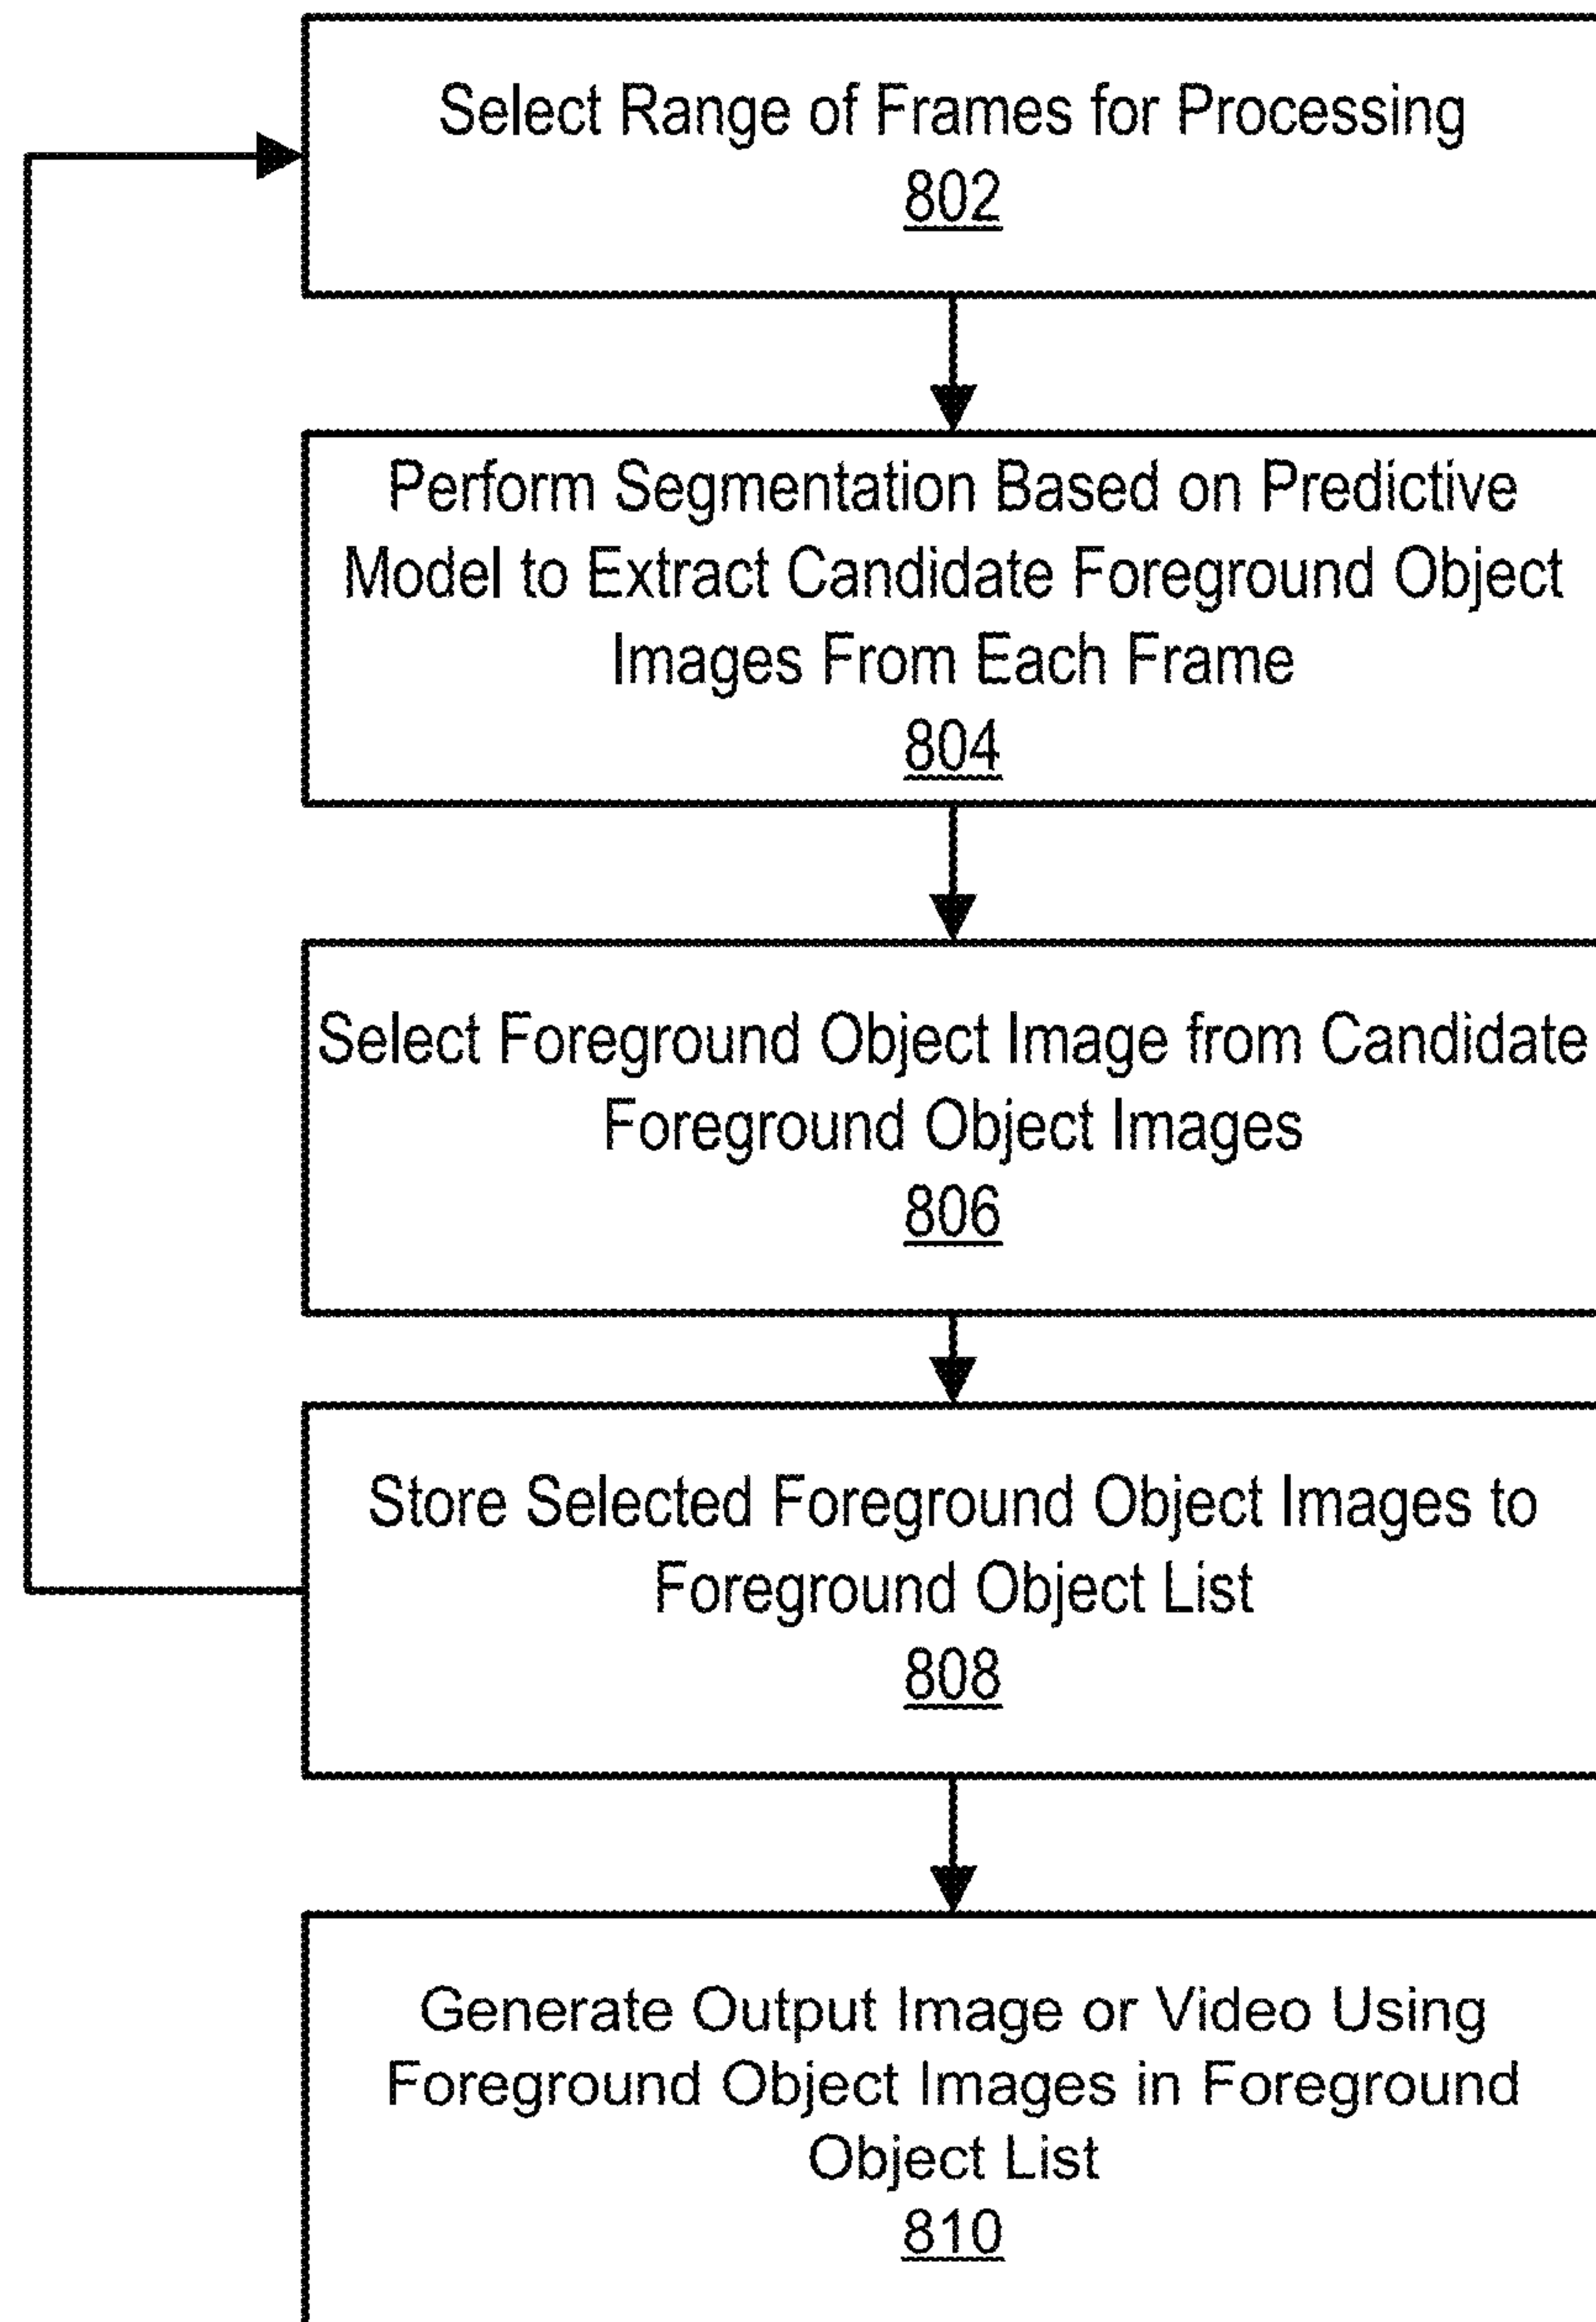 Select Range of Frames for Processing
802
Perform Segmentation Based on Predictive
Model to Extract Candidate Foreground Object
Images From Each Frame
804
Select Foreground Object Image from Candidate
Foreground Object Images
806
Store Selected Foreground Object Images to
Foreground Object List
808
Generate Output Image or Video Using
Foreground Object Images in Foreground
Object List
810